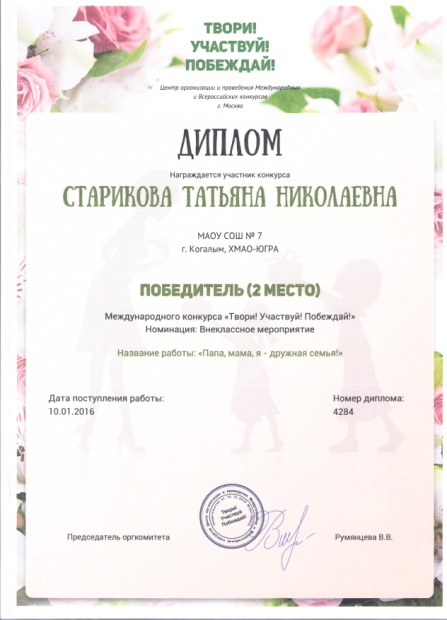 ТВОРИ!
УЧАСТВУЙ!
ПОБЕЖДАЙ!
Центр организации и проведения Международных
и Всероссийских конкурсов
г. Москва
ДИПЛОМ
Награждается участник конкурса
СТАРИКОВА ТАТЬЯНА НИКОЛАЕВНА
МАОУ СОШ № 7
г. Когалым, ХМАО-ЮГРА
ПОБЕДИТЕЛЬ (2 МЕСТО)
Международного конкурса «Твори! Участвуй! Побеждай!»
Номинация: Внеклассное мероприятие
Название работы: «Папа, мама, я - дружная семья!»
Дата поступления работы:
10.01.2016
Номер диплома:
4284
Твори!
Участвуй
Побеждай!
Председатель оргкомитета
Румянцева В.В.